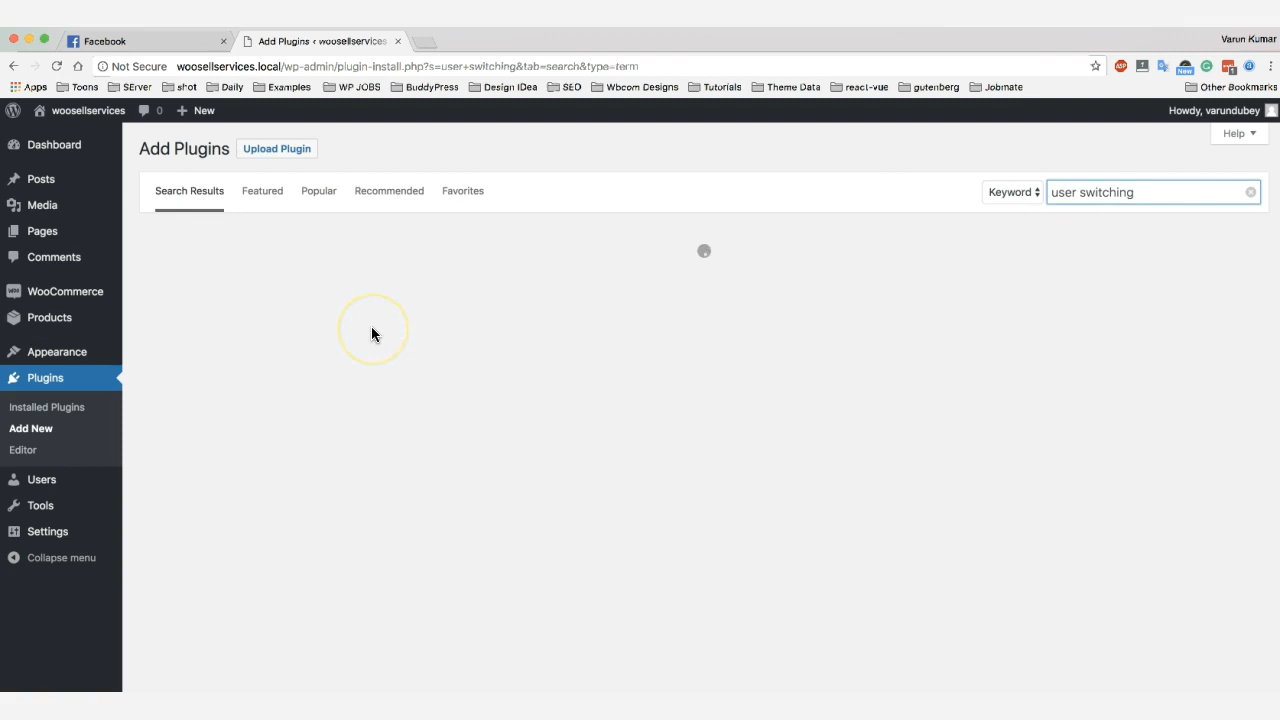 Facebook
Add Plugins ‹ woosellservices
Varun Kumar
Not Secure
woosellservices.local/wp-admin/plugin-install.php?s=user+switching&tab=search&type=term
ABP
New
1
Apps
Toons
SErver
shot
Daily
Examples
WP JOBS
BuddyPress
Design IDea
SEO
Wbcom Designs
Tutorials
Theme Data
react-vue
gutenberg
Jobmate
Other Bookmarks
woosellservices
0
New
Howdy, varundubey
Help
Dashboard
Posts
Media
Pages
Comments
WooCommerce
Products
Appearance
Plugins
Installed Plugins
Add New
Editor
Users
Tools
Settings
Collapse menu
Add Plugins
Upload Plugin
Search Results
Featured
Popular
Recommended
Favorites
Keyword
user switching